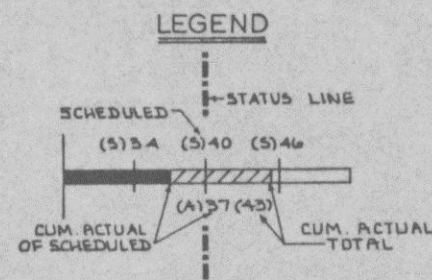 LEGEND
SCHEDULED
STATUS LINE
(S)34 (S)40 (S)46
(A)37 (43)
CUM. ACTUAL
OF SCHEDULED
CUM. ACTUAL
TOTAL